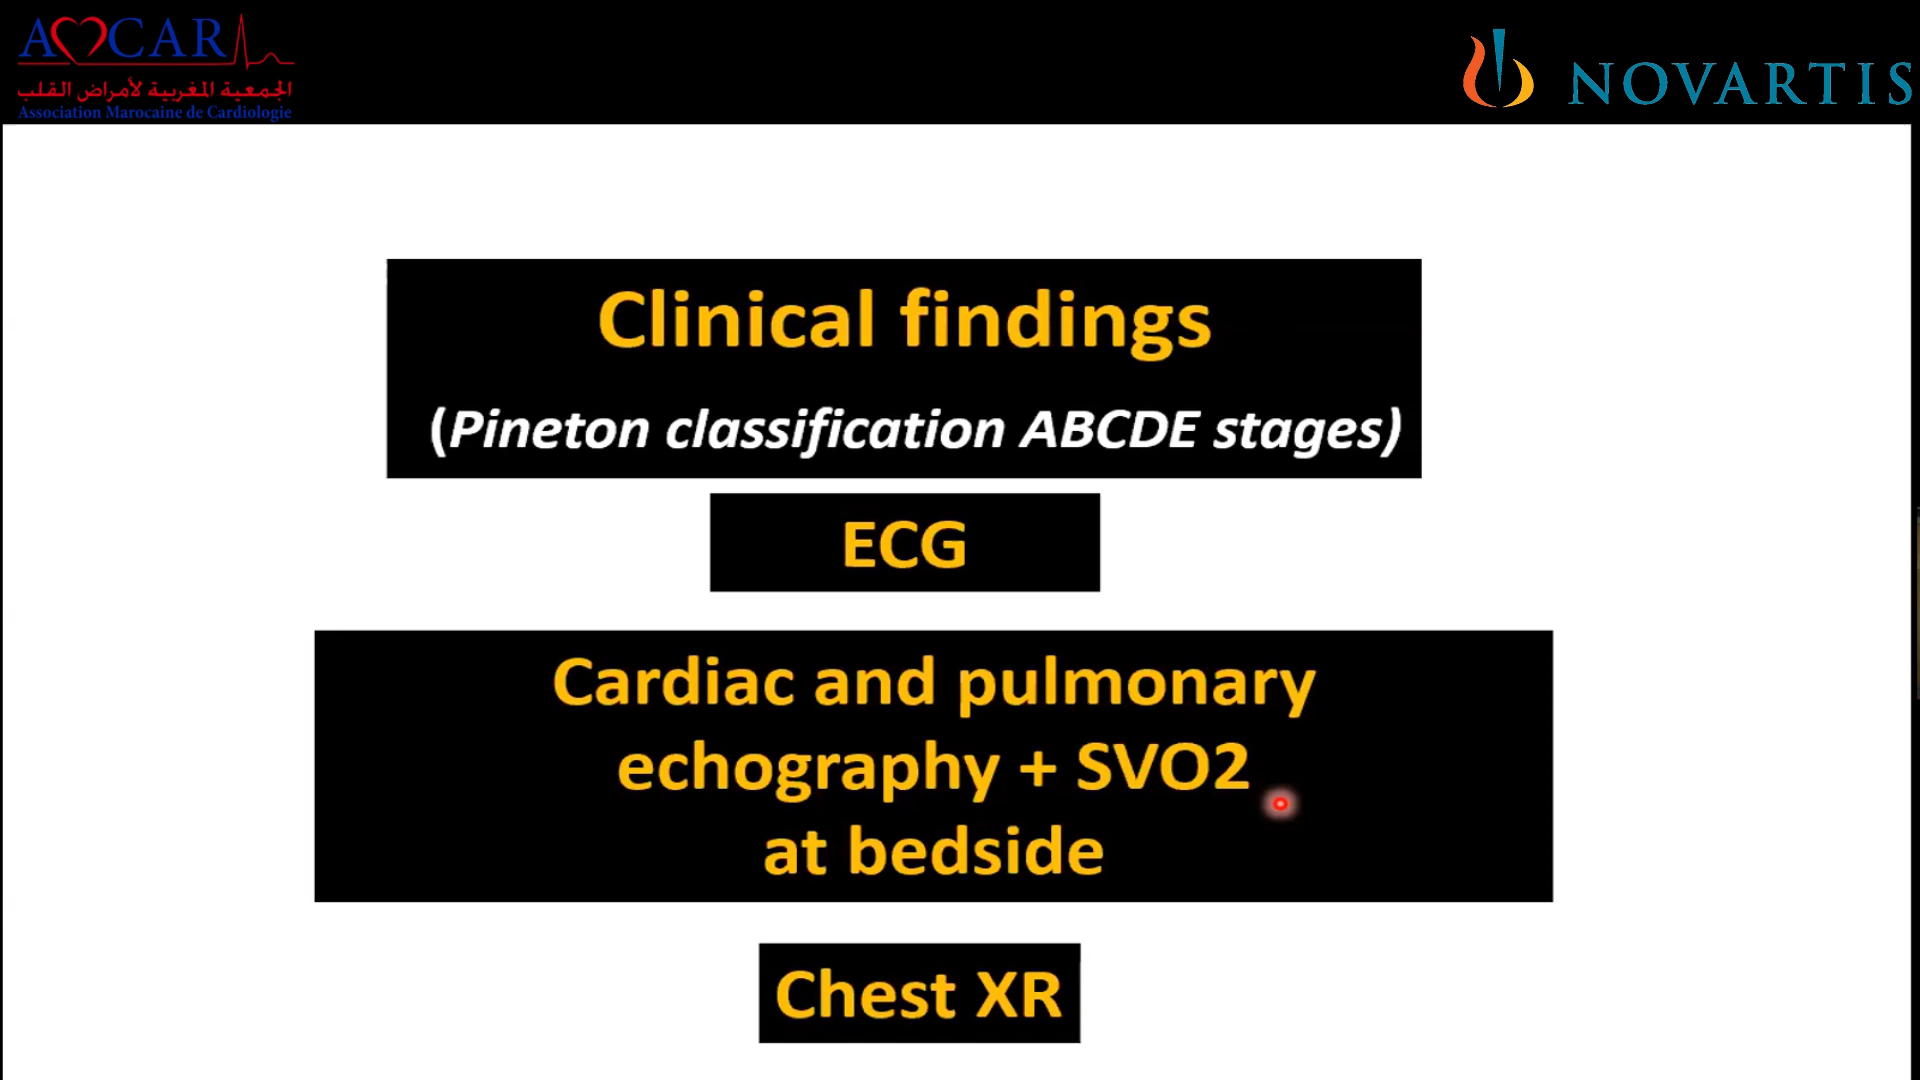 AMCAR
الجمعية المغربية لأمراض القلب
Association Marocaine de Cardiologie
NOVARTIS
Clinical findings
(Pineton classification ABCDE stages)
ECG
Cardiac and pulmonary
echography + SVO2
at bedside
Chest XR